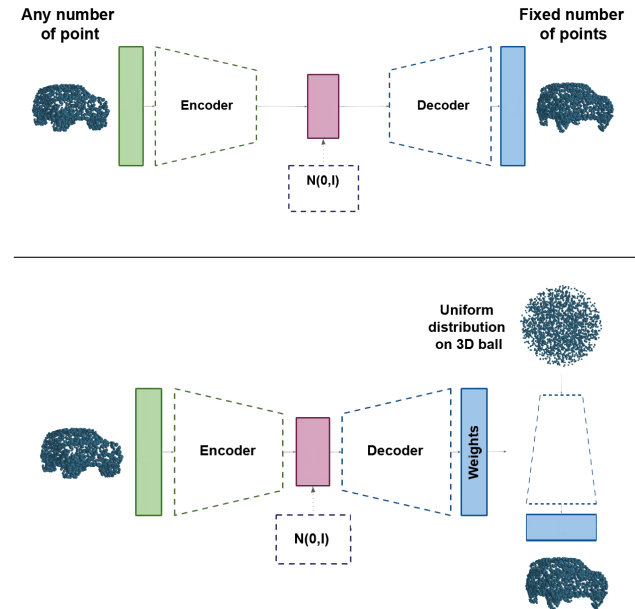 Any number
of point
Fixed number
of points
Encoder
Decoder
N(0,I)
Uniform
distribution
on 3D ball
Encoder
Decoder
Weights
N(0,I)